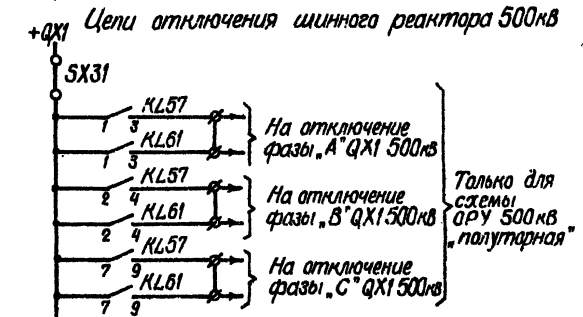 Цепи отключения шинного реактора 500кв
+QX1
SX31
KL57
1 3
KL61
1 3
На отключение
фазы „А" QX1 500кв
KL57
2 4
KL61
2 4
На отключение
фазы „В" QX1 500кв
KL57
7 9
KL61
7 9
На отключение
фазы „С" QX1 500кв
Только для
схемы
ОРУ 500кв
„полуторная"